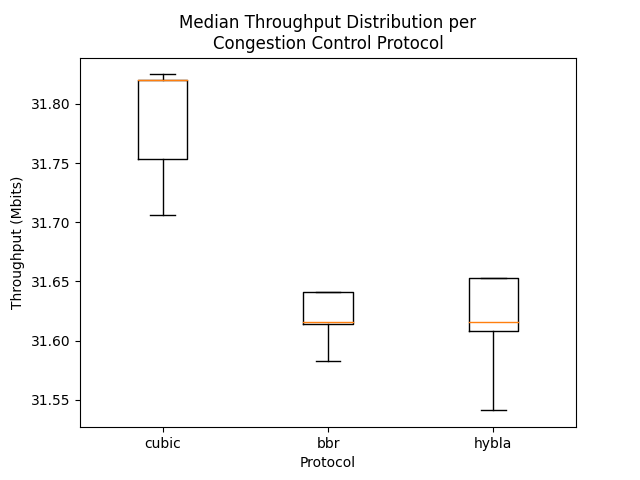 Median Throughput Distribution per
Congestion Control Protocol
Throughput (Mbits)
31.80
31.75
31.70
31.65
31.60
31.55
cubic
bbr
hybla
Protocol